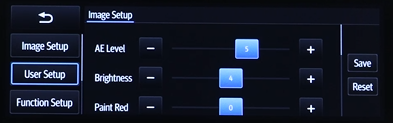 Image Setup
Image Setup
AE Level
−
5
+
User Setup
Brightness
−
4
+
Save
Function Setup
Paint Red
−
0
+
Reset